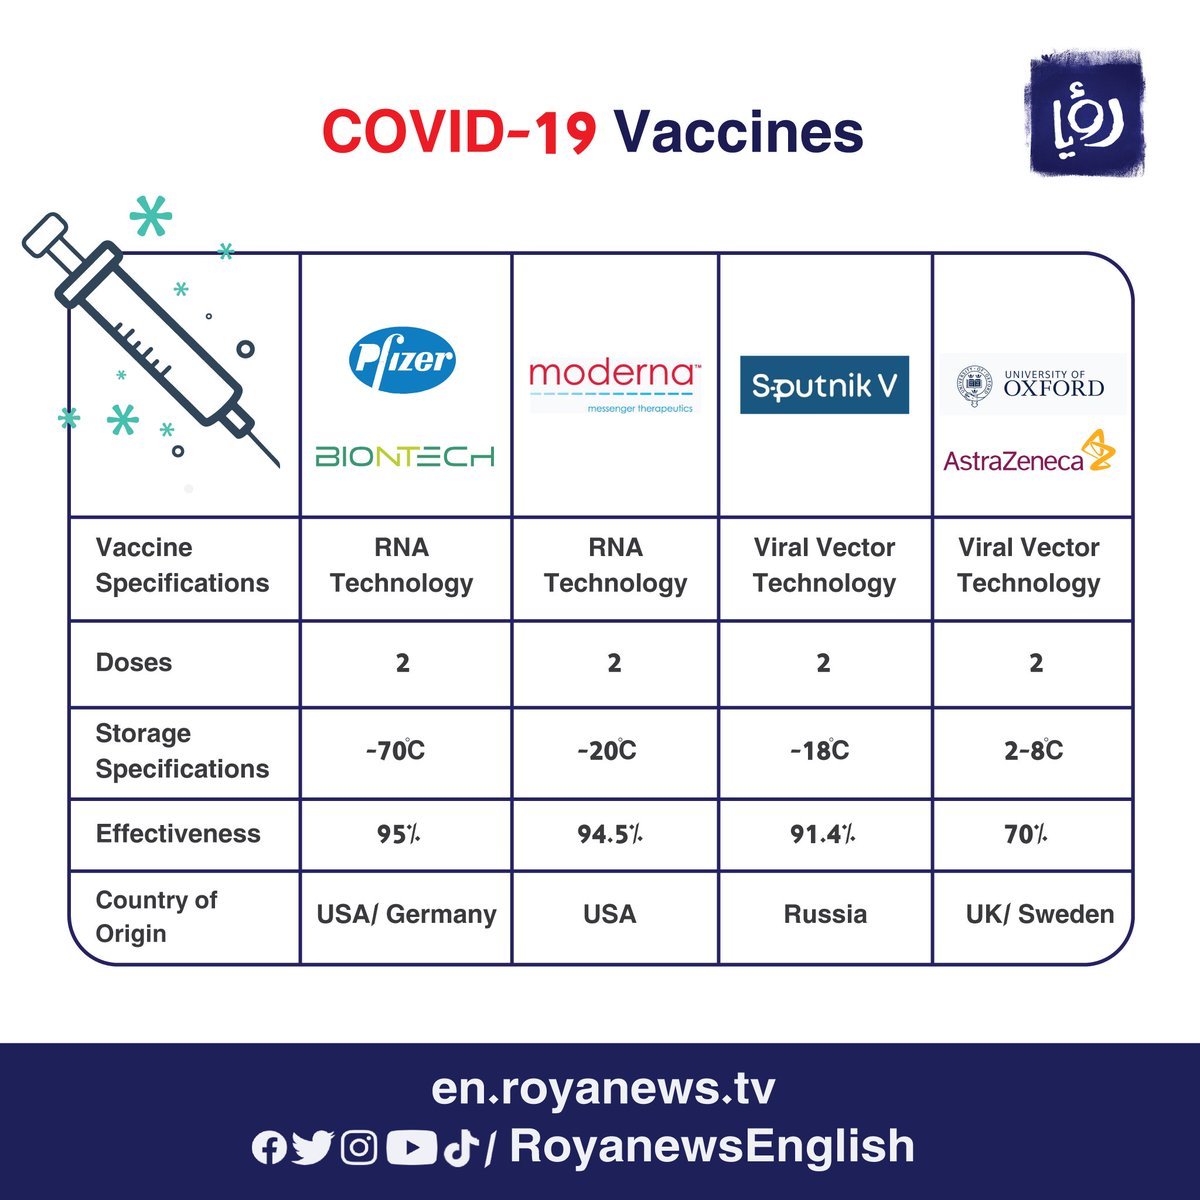 COVID-19 Vaccines
رؤيا
Pfizer
BIONTECH
moderna™
messenger therapeutics
Sputnik V
UNIVERSITY OF
OXFORD
AstraZeneca
Vaccine
Specifications
RNA
Technology
RNA
Technology
Viral Vector
Technology
Viral Vector
Technology
Doses
2
2
2
2
Storage
Specifications
-70°C
-20°C
-18°C
2-8°C
Effectiveness
95%
94.5%
91.4%
70%
Country of
Origin
USA/ Germany
USA
Russia
UK/ Sweden
en.royanews.tv
/ RoyanewsEnglish